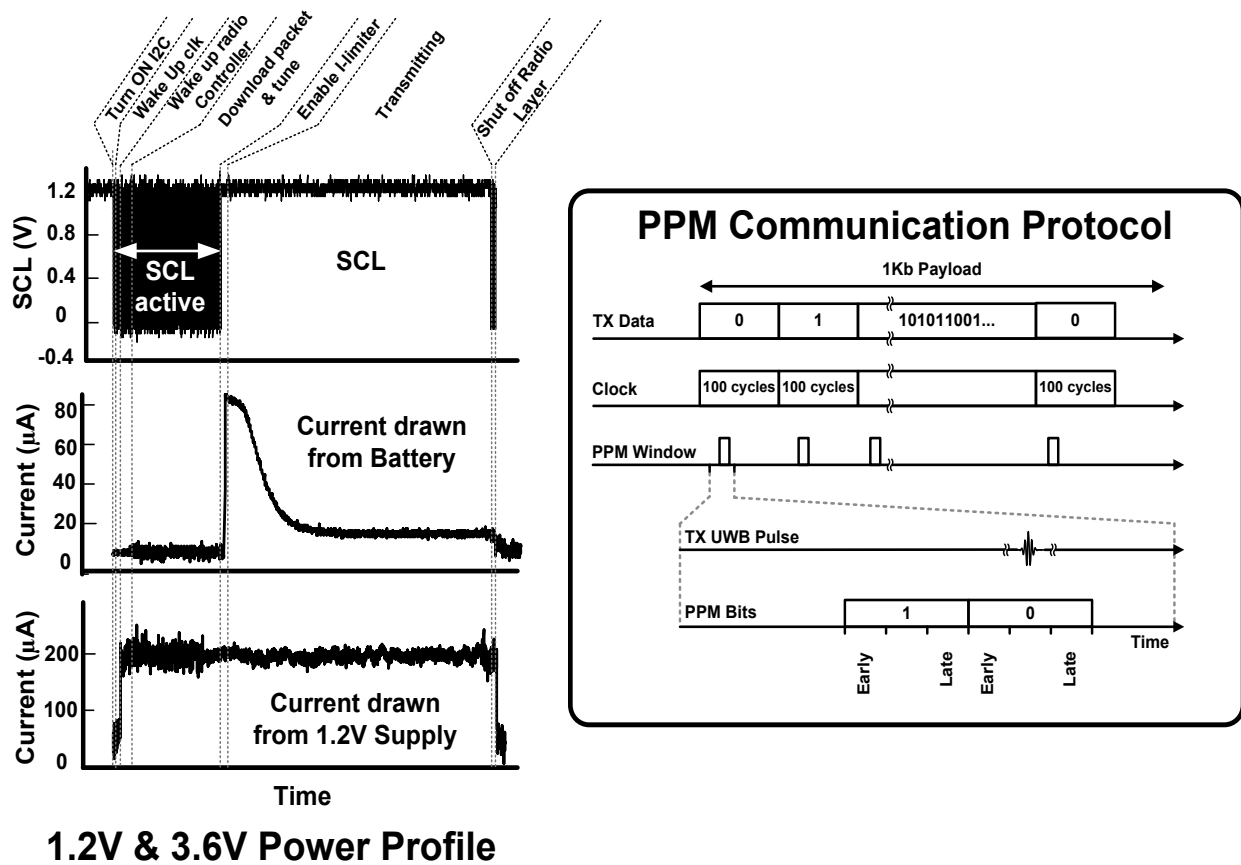 Turn ON I2C
Wake Up clk
Wake up radio
Controller
Download packet
& tune
Enable I-limiter
Transmitting
Shut off Radio
Layer
SCL (V)
1.2
0.8
0.4
0
-0.4
SCL
active
SCL
Current (μA)
80
60
40
20
0
Current drawn
from Battery
Current (μA)
200
100
0
Current drawn
from 1.2V Supply
Time
1.2V & 3.6V Power Profile
PPM Communication Protocol
1Kb Payload
TX Data
0
1
101011001...
0
Clock
100 cycles
100 cycles
100 cycles
PPM Window
TX UWB Pulse
PPM Bits
1
0
Time
Early
Late
Early
Late